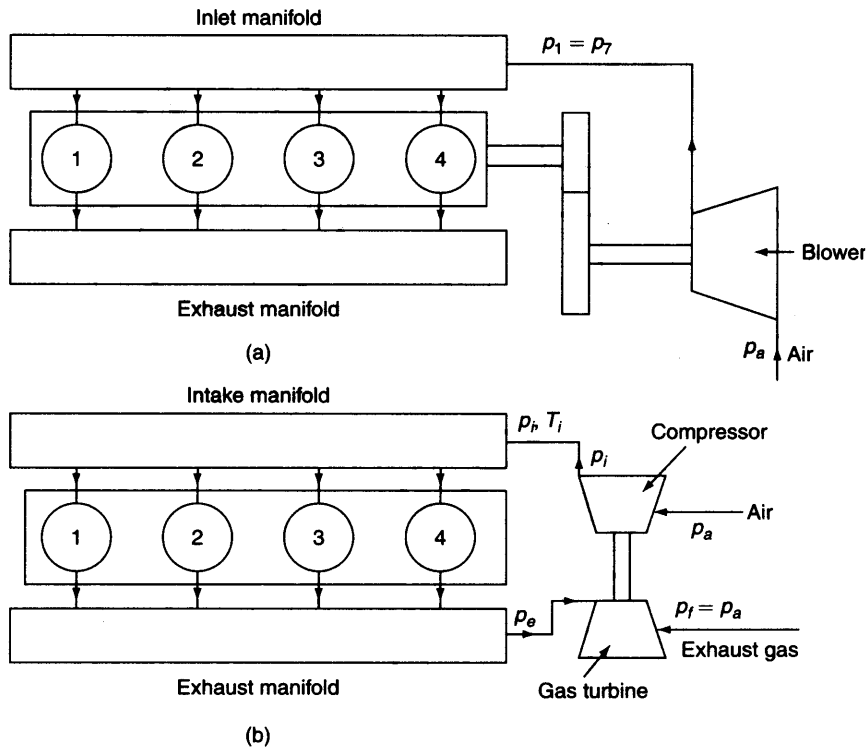 Inlet manifold
p1 = p7
1 2 3 4
Blower
Exhaust manifold
pa Air
(a)
Intake manifold
pi, Ti
Compressor
pi
1 2 3 4
Air
pa
pe
pf = pa
Exhaust gas
Exhaust manifold
Gas turbine
(b)